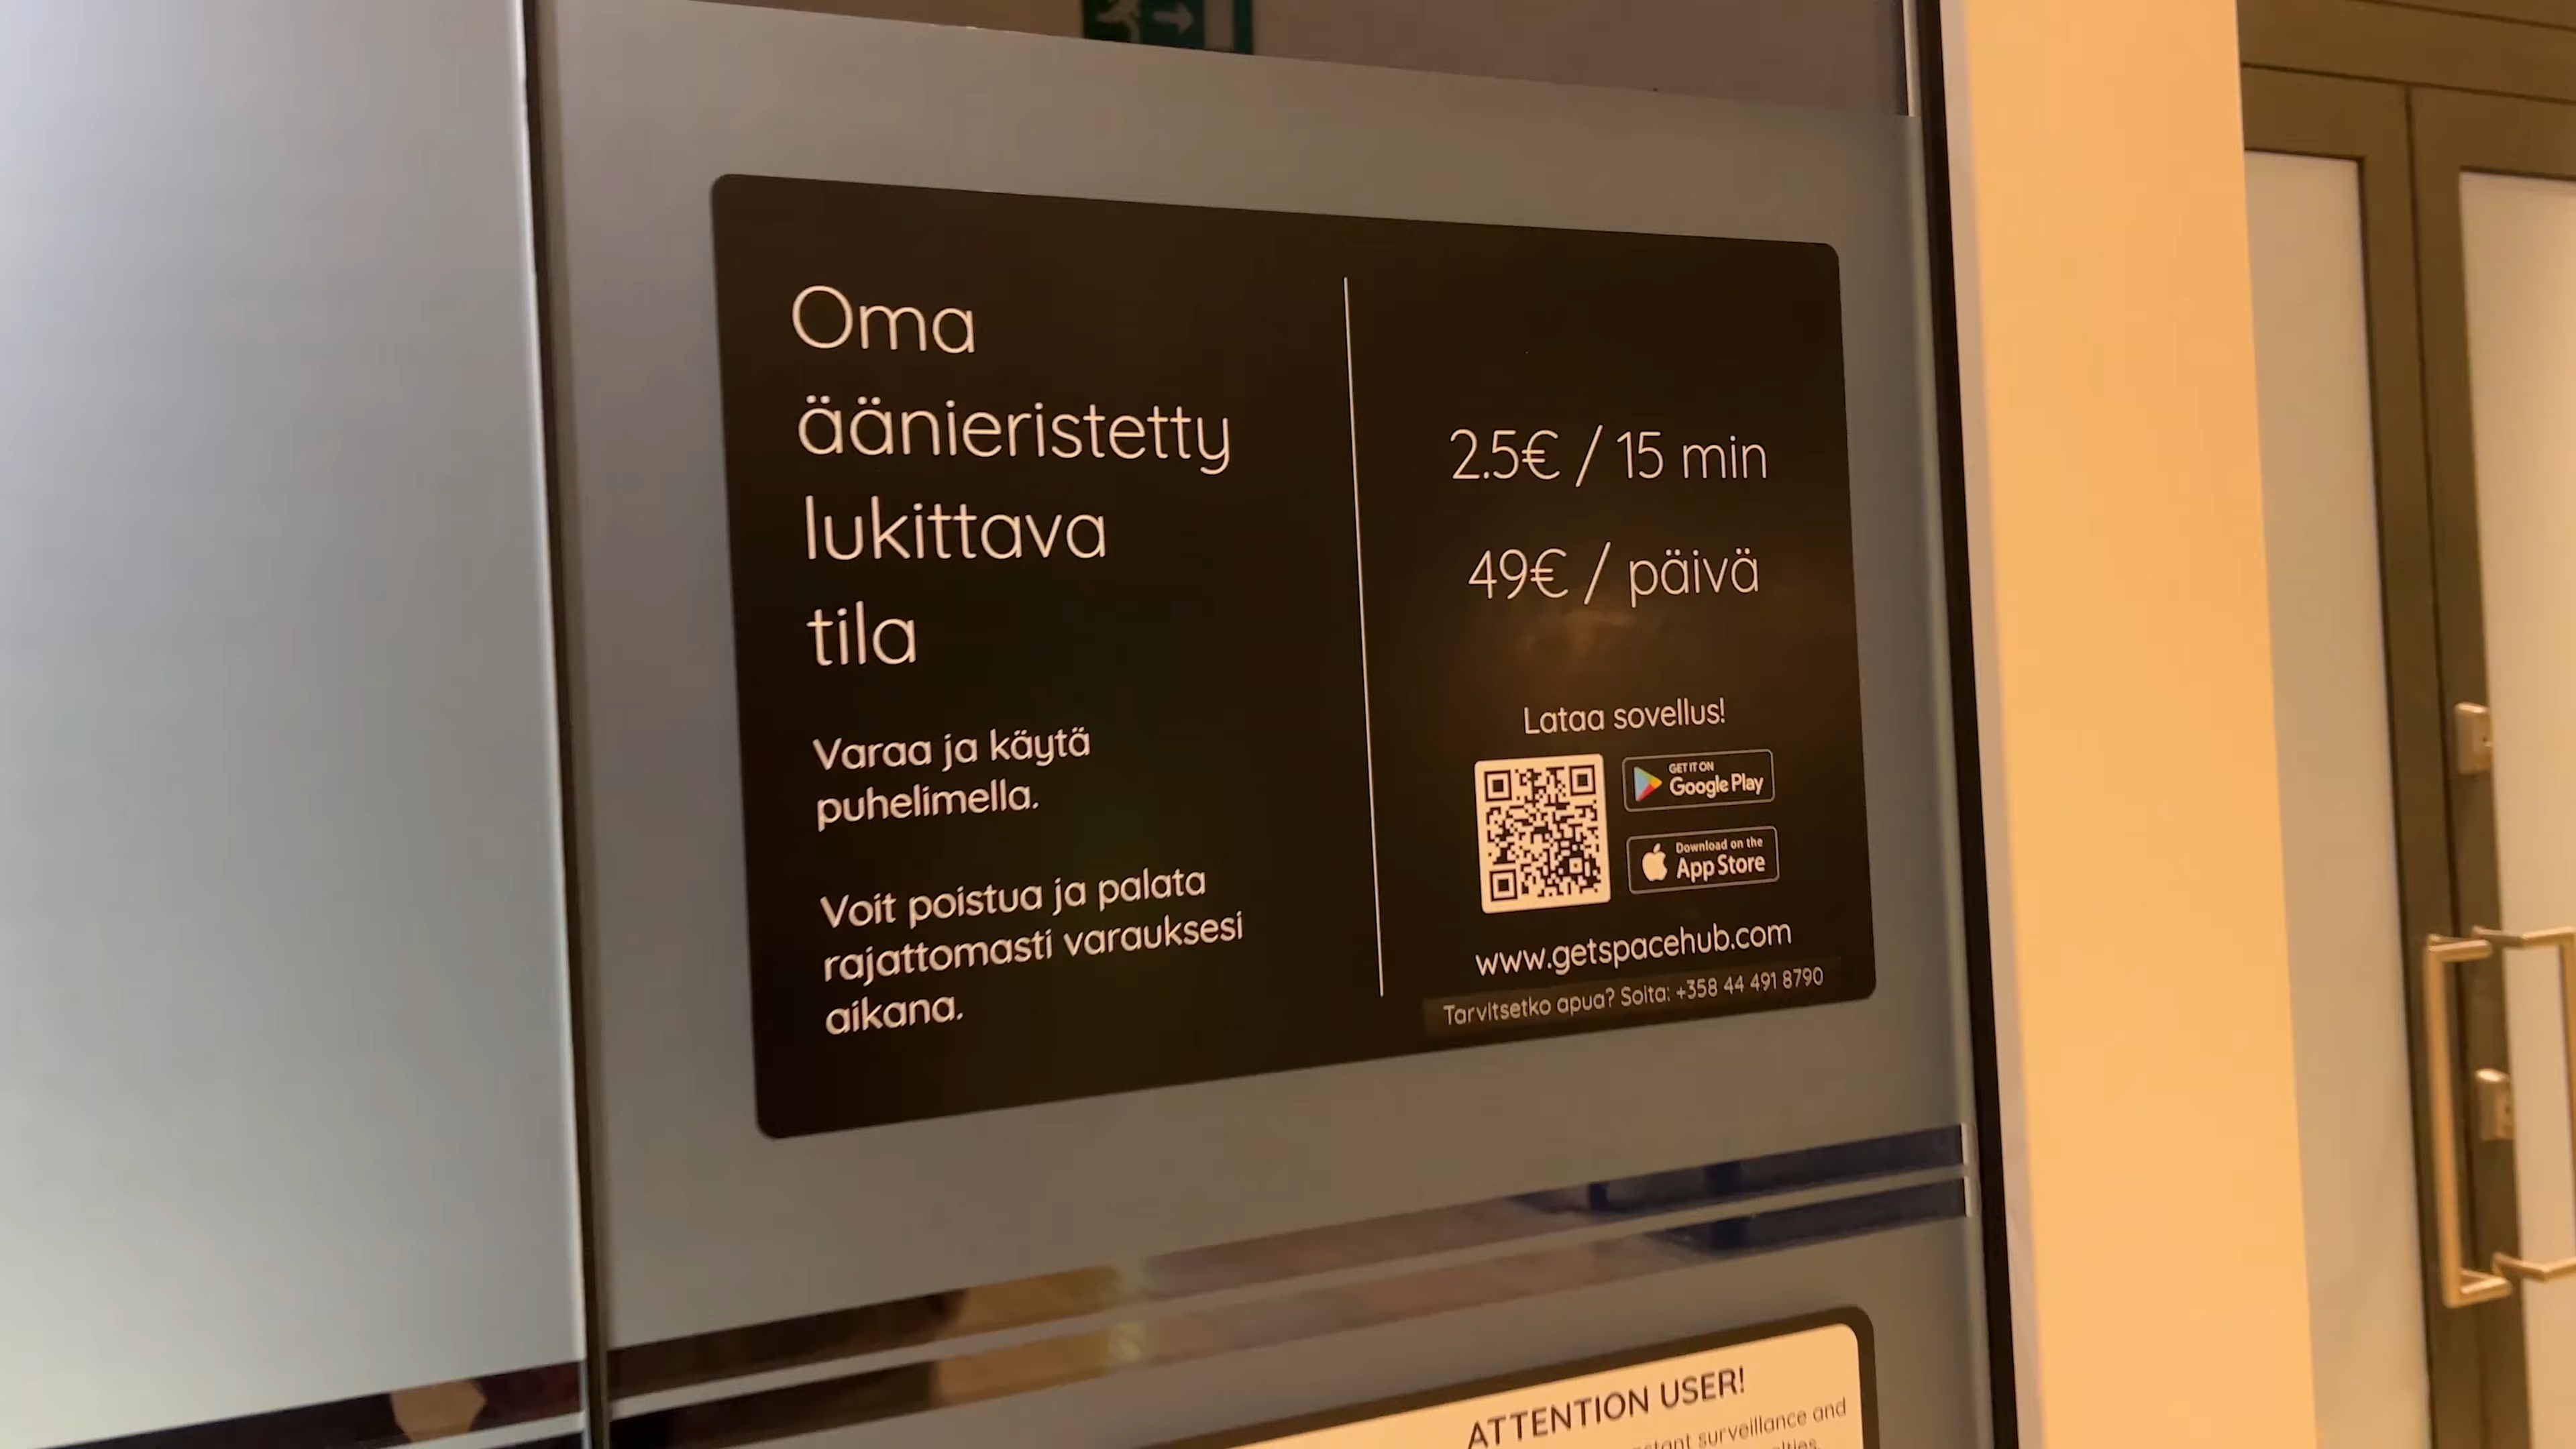 Oma
äänieristetty
lukittava
tila
Varaa ja käytä
puhelimella.
Voit poistua ja palata
rajattomasti varauksesi
aikana.
2.5€ / 15 min
49€ / päivä
Lataa sovellus!
GET IT ON
Google Play
Download on the
App Store
www.getspacehub.com
Tarvitsetko apua? Soita: +358 44 491 8790
ATTENTION USER!
surveillance and